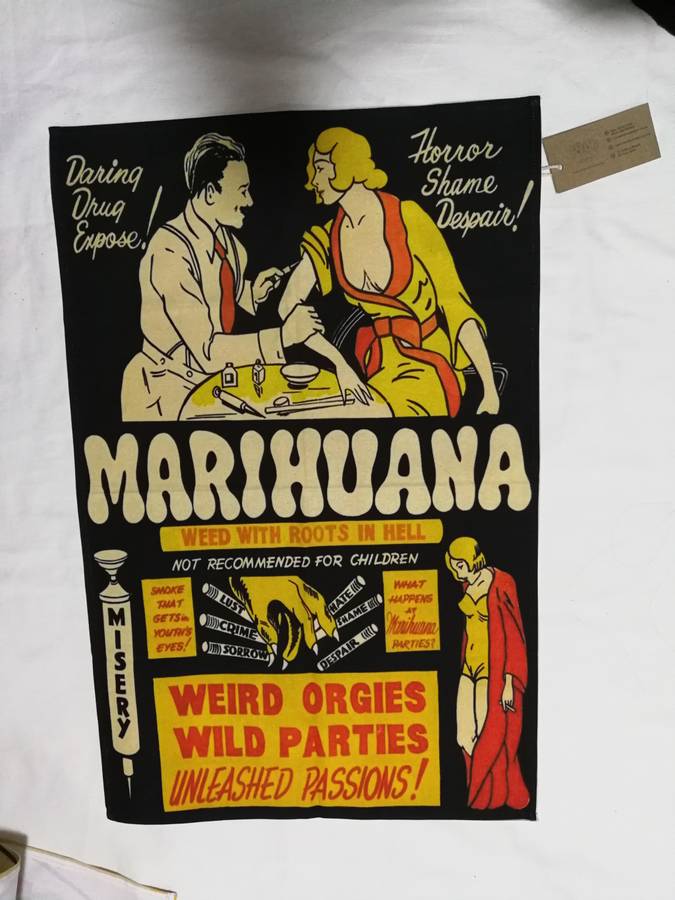 Daring
Drug
Expose!
Horror
Shame
Despair!
MARIHUANA
WEED WITH ROOTS IN HELL
NOT RECOMMENDED FOR CHILDREN
MISERY
SMOKE
THAT
GETS in
YOUTH'S
EYES!
LUST
CRIME
SORROW
HATE
SHAME
DESPAIR
WHAT
HAPPENS
AT
Marihuana
PARTIES?
WEIRD ORGIES
WILD PARTIES
UNLEASHED PASSIONS!